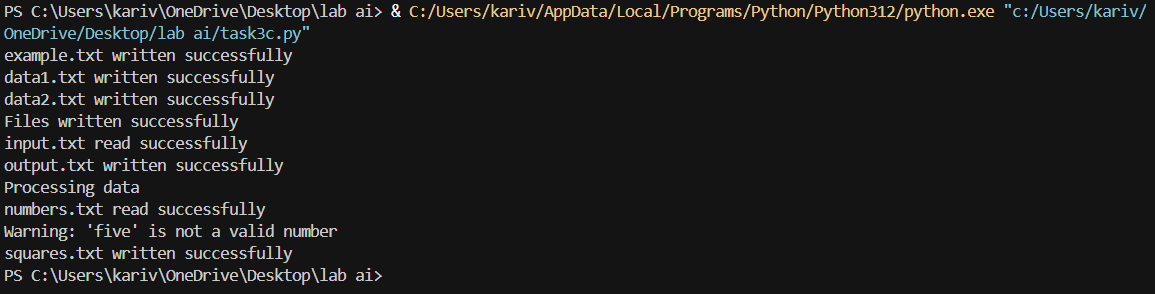 PS C:\Users\kariv\OneDrive\Desktop\lab ai> & C:/Users/kariv/AppData/Local/Programs/Python/Python312/python.exe "c:/Users/kariv/
OneDrive/Desktop/lab ai/task3c.py"
example.txt written successfully
data1.txt written successfully
data2.txt written successfully
Files written successfully
input.txt read successfully
output.txt written successfully
Processing data
numbers.txt read successfully
Warning: 'five' is not a valid number
squares.txt written successfully
PS C:\Users\kariv\OneDrive\Desktop\lab ai>